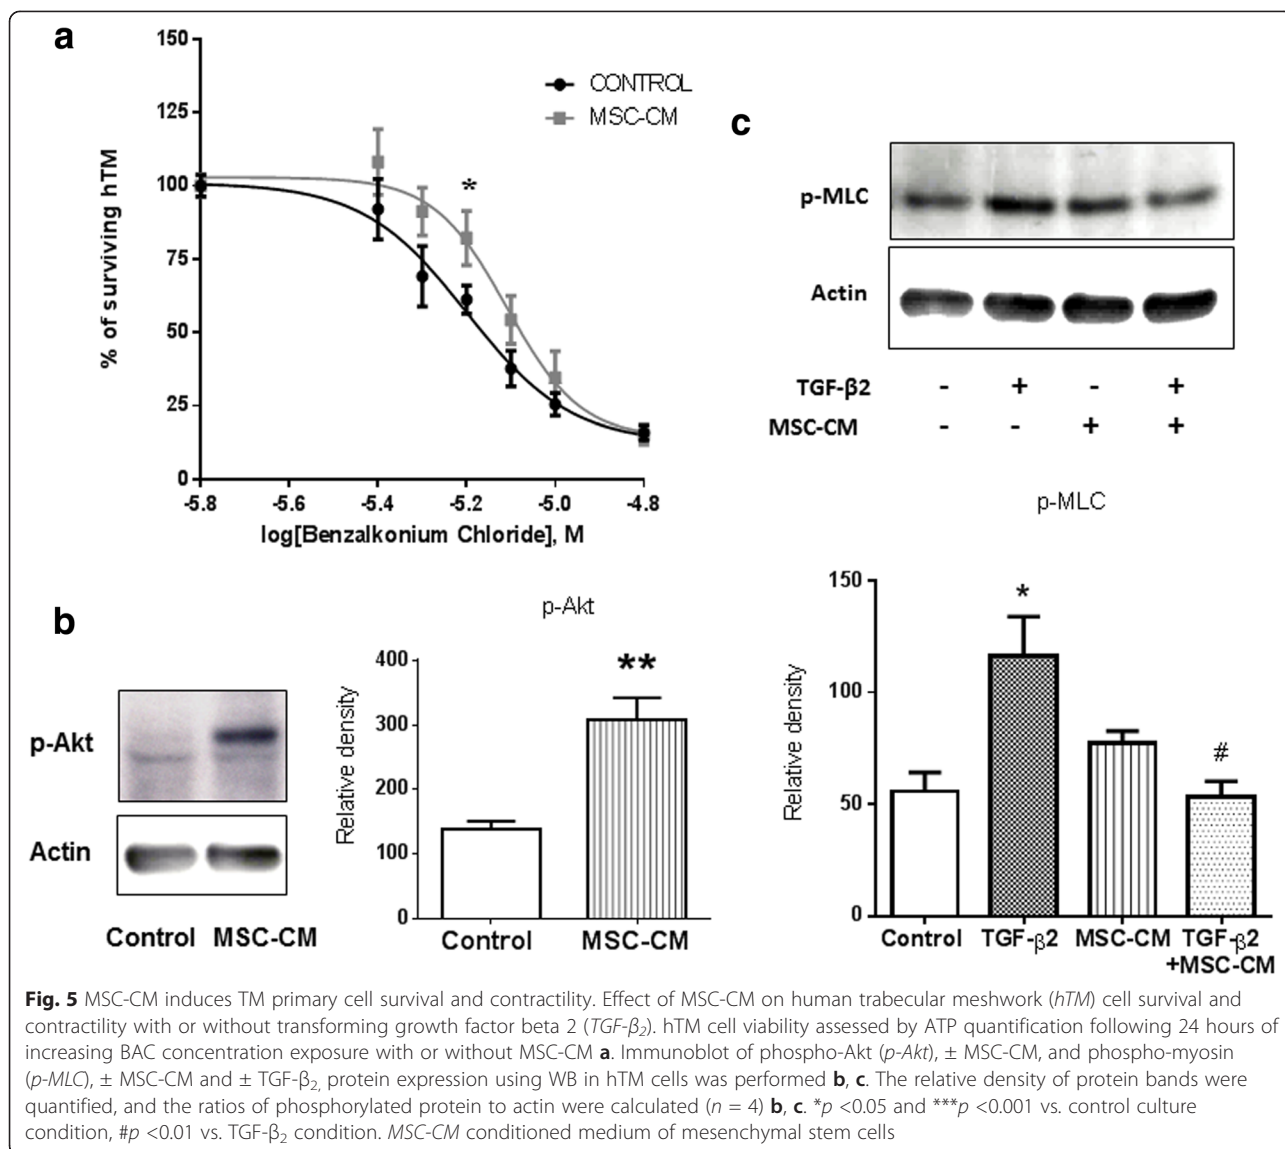 a
150
125
100
75
50
25
0
% of surviving hTM
CONTROL
MSC-CM
*
-5.8 -5.6 -5.4 -5.2 -5.0 -4.8
log[Benzalkonium Chloride], M
b
p-Akt
Actin
Control MSC-CM
p-Akt
400
300
200
100
0
Relative density
**
Control MSC-CM
c
p-MLC
Actin
TGF-β2 - + - +
MSC-CM - - + +
p-MLC
150
100
50
0
Relative density
*
#
Control TGF-β2 MSC-CM TGF-β2
+MSC-CM
Fig. 5 MSC-CM induces TM primary cell survival and contractility. Effect of MSC-CM on human trabecular meshwork (hTM) cell survival and
contractility with or without transforming growth factor beta 2 (TGF-β₂). hTM cell viability assessed by ATP quantification following 24 hours of
increasing BAC concentration exposure with or without MSC-CM a. Immunoblot of phospho-Akt (p-Akt), ± MSC-CM, and phospho-myosin
(p-MLC), ± MSC-CM and ± TGF-β₂, protein expression using WB in hTM cells was performed b, c. The relative density of protein bands were
quantified, and the ratios of phosphorylated protein to actin were calculated (n = 4) b, c. *p <0.05 and ***p <0.001 vs. control culture
condition, #p <0.01 vs. TGF-β₂ condition. MSC-CM conditioned medium of mesenchymal stem cells